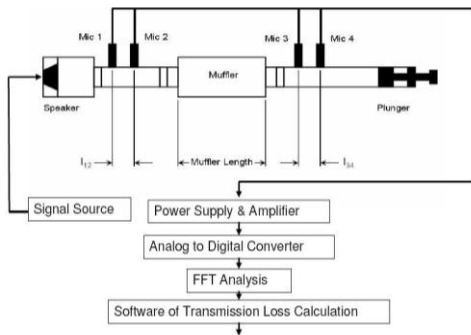 Mic 1
Mic 2
Mic 3
Mic 4
Muffler
Speaker
Plunger
l12
Muffler Length
l34
Signal Source
Power Supply & Amplifier
Analog to Digital Converter
FFT Analysis
Software of Transmission Loss Calculation